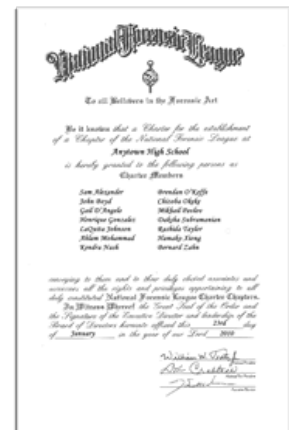 National Forensic League
To all Believers in the Forensic Art
Be it known that a Charter for the establishment
of a Chapter of the National Forensic League at
Anytown High School
is hereby granted to the following persons as
Charter Members
Sam Alexander Brendan O'Keffe
John Boyd Chizoba Okeke
Gail D'Angelo Mikhail Pavlov
Henrique Gonzalez Daksha Subramanian
LaQuita Johnson Rashida Taylor
Ahlam Mohammad Hanako Xiong
Kendra Nash Bernard Zahn
conveying to them and to their duly elected associates and
successors all the rights and privileges appertaining to all
duly constituted National Forensic League Charter Chapters.
In Witness Whereof the Great Seal of the Order and
the Signature of the Executive Director and leadership of the
Board of Directors hereunto affixed this 23rd day
of January in the year of our Lord 2010